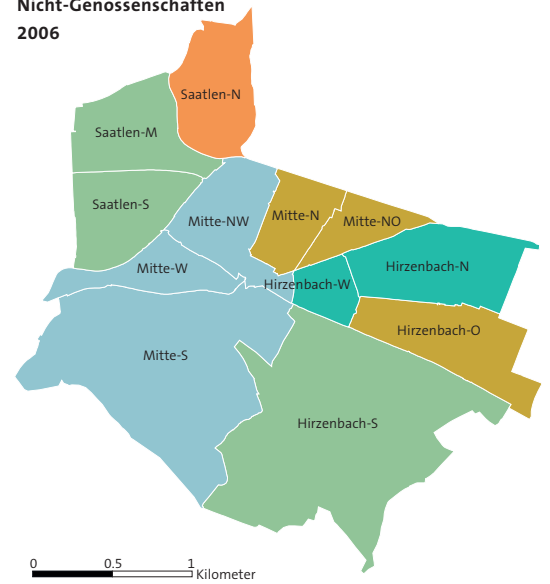 Nicht-Genossenschaften
2006
Saatlen-N
Saatlen-M
Saatlen-S
Mitte-NW
Mitte-N
Mitte-NO
Mitte-W
Hirzenbach-W
Hirzenbach-N
Hirzenbach-O
Mitte-S
Hirzenbach-S
0 0.5 1
Kilometer